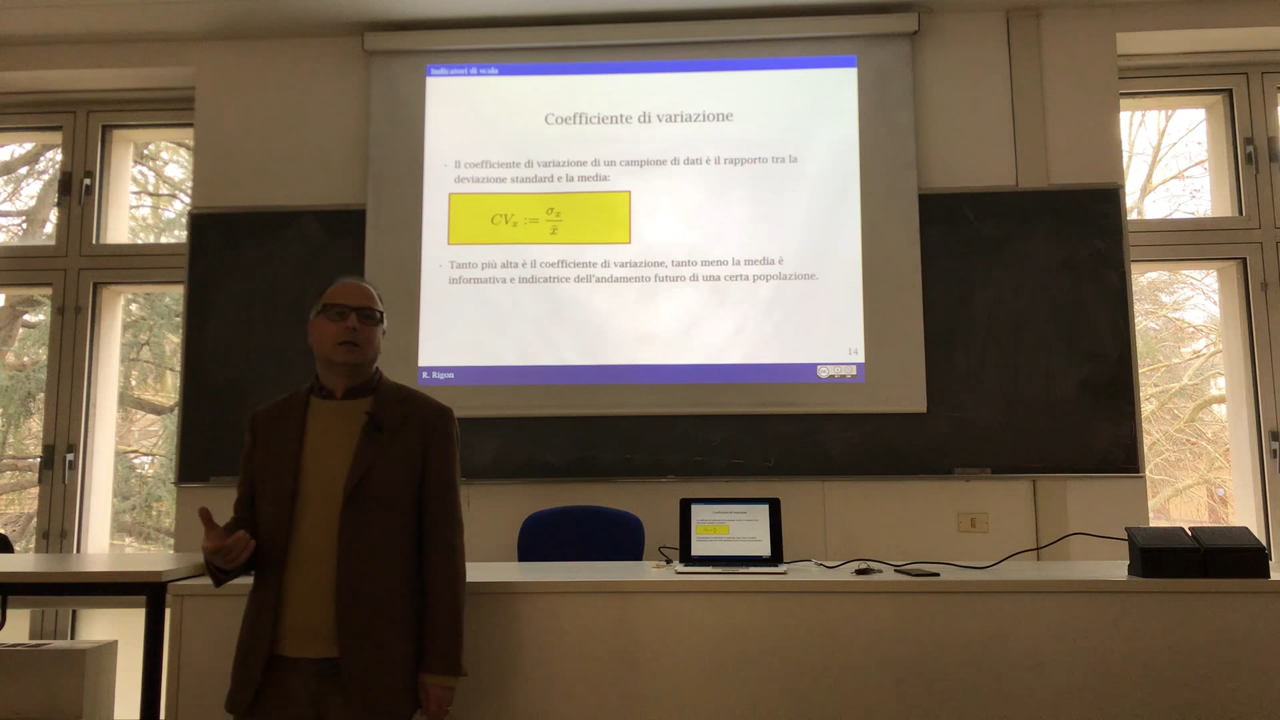 Indicatori di scala
Coefficiente di variazione
· Il coefficiente di variazione di un campione di dati è il rapporto tra la
deviazione standard e la media:
CVₓ := σₓ / x̄
· Tanto più alta è il coefficiente di variazione, tanto meno la media è
informativa e indicatrice dell'andamento futuro di una certa popolazione.
14
R. Rigon